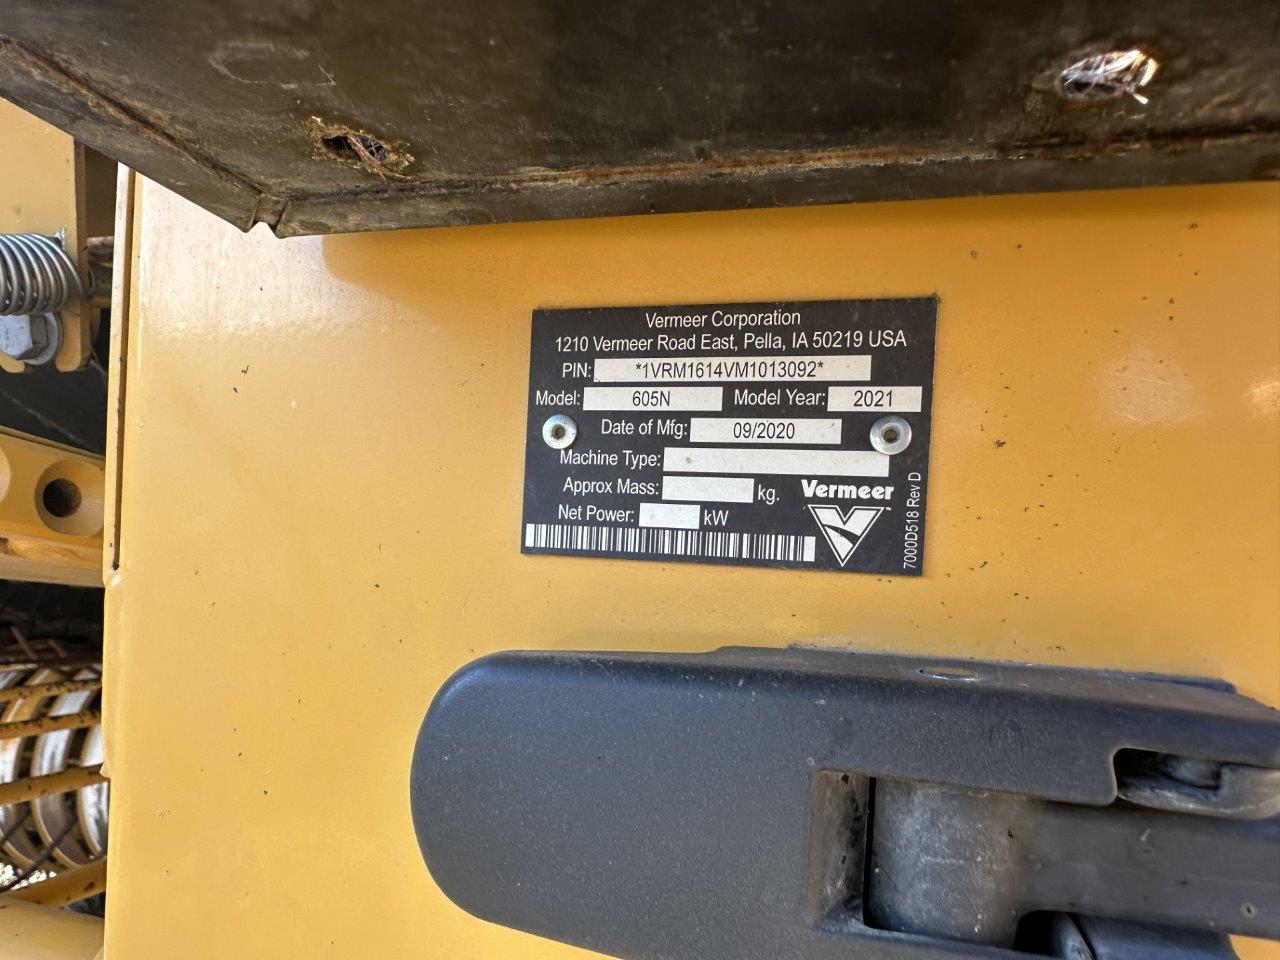 Vermeer Corporation
1210 Vermeer Road East, Pella, IA 50219 USA
PIN: *1VRM1614VM1013092*
Model: 605N Model Year: 2021
Date of Mfg: 09/2020
Machine Type:
Approx Mass: kg.
Net Power: kW
Vermeer
™
7000D518 Rev D